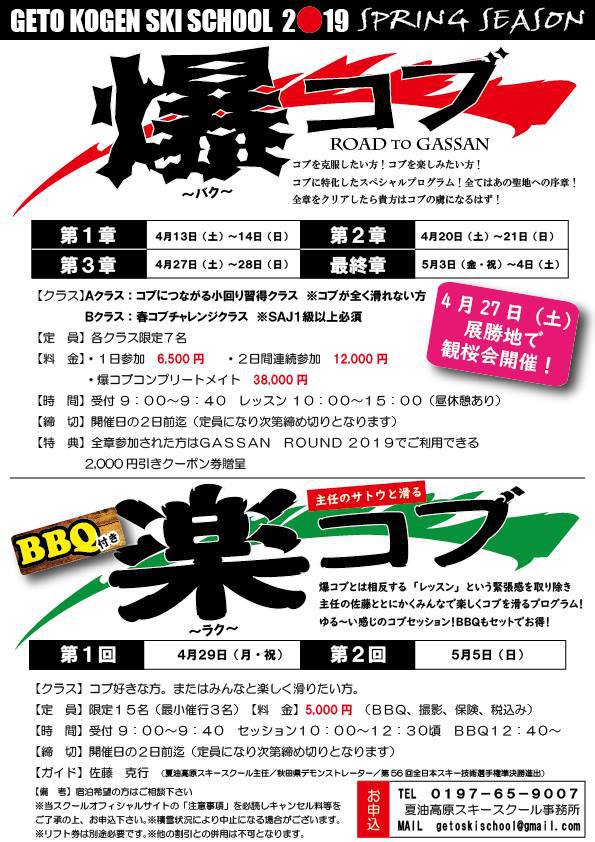 GETO KOGEN SKI SCHOOL 2019 SPRING SEASON
爆コブ
～バク～
ROAD TO GASSAN
コブを克服したい方！コブを楽しみたい方！
コブに特化したスペシャルプログラム！全てはあの聖地への序章！
全章をクリアしたら貴方はコブの虜になるはず！
第１章 4月13日（土）～14日（日） 第２章 4月20日（土）～21日（日）
第３章 4月27日（土）～28日（日） 最終章 5月3日（金・祝）～4日（土）
【クラス】Aクラス：コブにつながる小回り習得クラス ※コブが全く滑れない方
Bクラス：春コブチャレンジクラス ※SAJ1級以上必須
【定　員】各クラス限定７名
【料　金】・１日参加 6,500円 ・２日間連続参加 12,000円
・爆コブコンプリートメイト 38,000円
4月27日（土）
展勝地で
観桜会開催！
【時　間】受付 9：00～9：40 レッスン 10：00～15：00（昼休憩あり）
【締　切】開催日の２日前迄（定員になり次第締め切りとなります）
【特　典】全章参加された方はGASSAN ROUND 2019でご利用できる
2,000円引きクーポン券贈呈
BBQ付き
主任のサトウと滑る
楽コブ
～ラク～
爆コブとは相反する「レッスン」という緊張感を取り除き
主任の佐藤ととにかくみんなで楽しくコブを滑るプログラム！
ゆる～い感じのコブセッション！BBQもセットでお得！
第１回 4月29日（月・祝） 第２回 5月5日（日）
【クラス】コブ好きな方。またはみんなと楽しく滑りたい方。
【定　員】限定１５名（最小催行３名）【料　金】5,000円（BBQ、撮影、保険、税込み）
【時　間】受付 9：00～9：40 セッション10：00～12：30頃 BBQ12：40～
【締　切】開催日の２日前迄（定員になり次第締め切りとなります）
【ガイド】佐藤　克行（夏油高原スキースクール主任／秋田県デモンストレーター／第56回全日本スキー技術選手権準決勝進出）
【備　考】宿泊希望の方はご相談下さい
※当スクールオフィシャルサイトの「注意事項」を必読しキャンセル料等を
ご了承の上、お申込下さい。※積雪状況により中止になる場合がございます。
※リフト券は別途必要です。※他の割引との併用は不可となります。
お申込
TEL 0197-65-9007
夏油高原スキースクール事務所
MAIL getoskischool@gmail.com